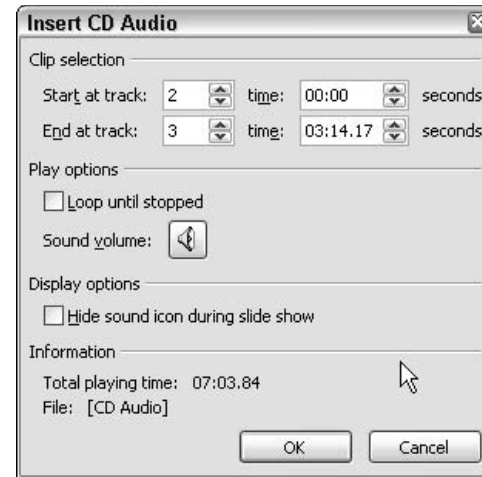 Insert CD Audio
Clip selection
Start at track: 2 time: 00:00 seconds
End at track: 3 time: 03:14.17 seconds
Play options
Loop until stopped
Sound volume:
Display options
Hide sound icon during slide show
Information
Total playing time: 07:03.84
File: [CD Audio]
OK Cancel